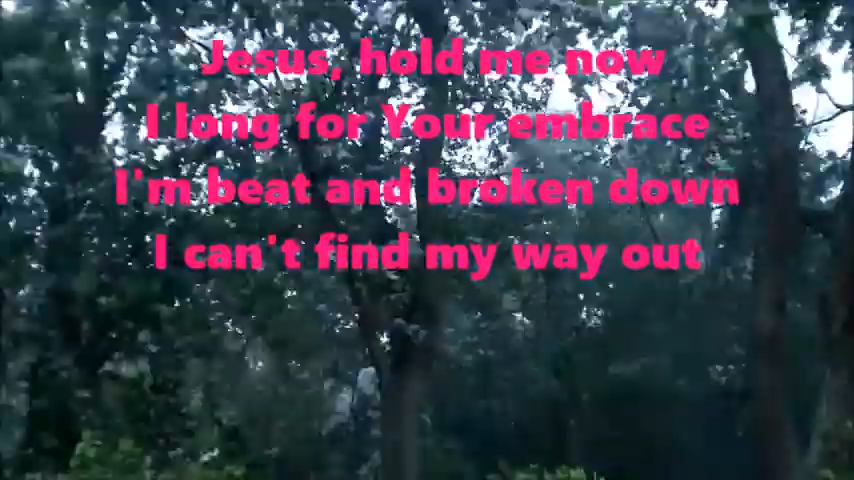 Jesus, hold me now
I long for Your embrace
I'm beat and broken down
I can't find my way out